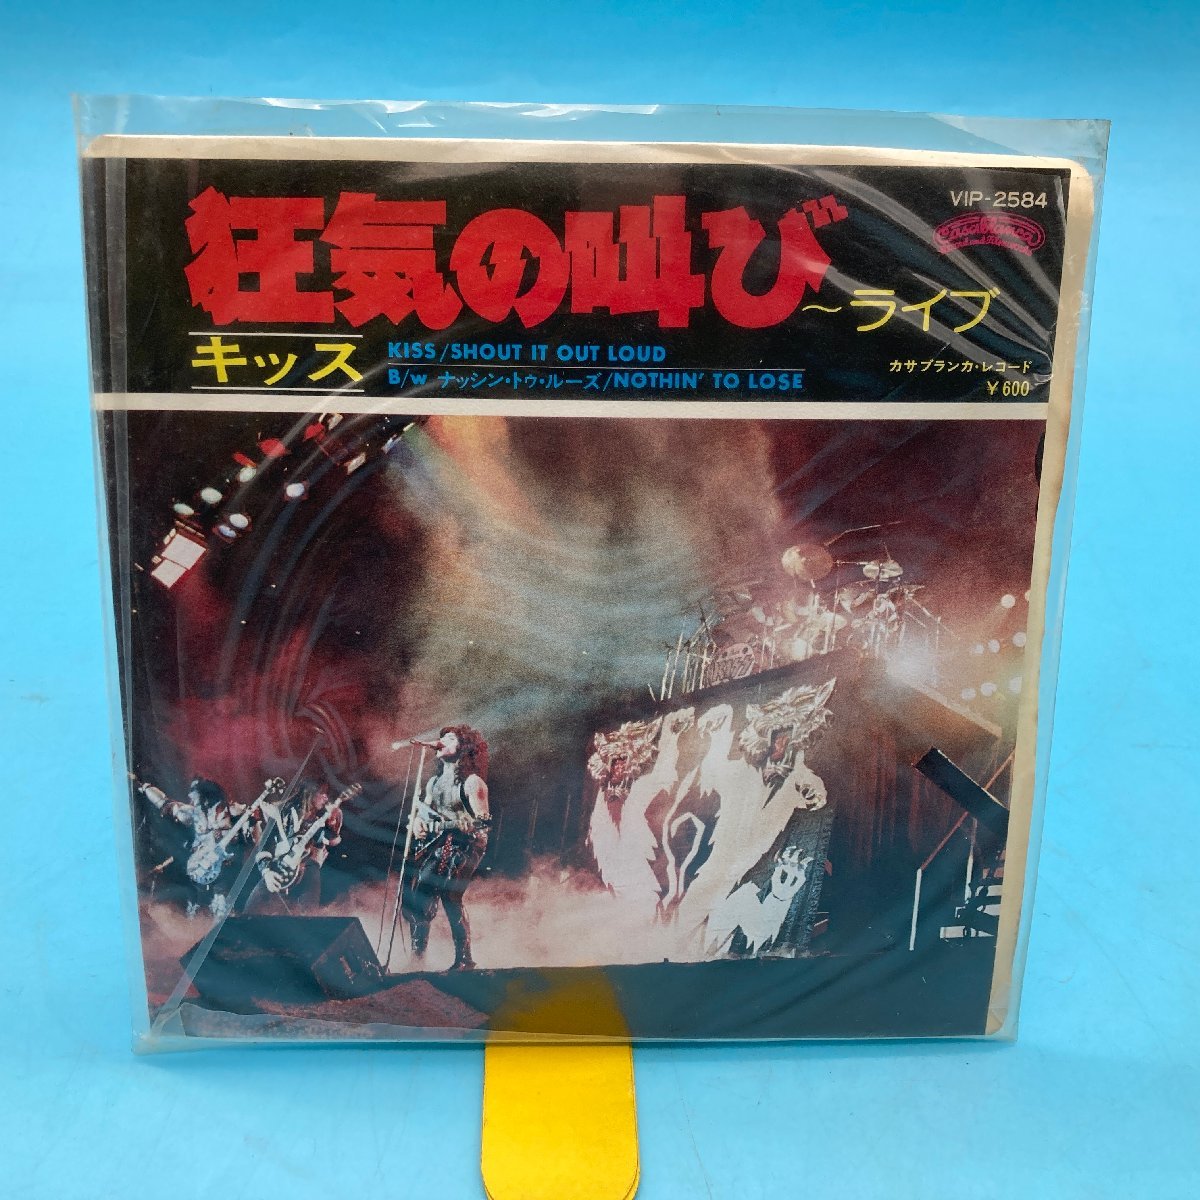 VIP-2584
Casablanca
狂気の叫び
~ライブ
キッス
KISS/SHOUT IT OUT LOUD
B/w ナッシン・トゥ・ルーズ/NOTHIN' TO LOSE
カサブランカ・レコード
¥600